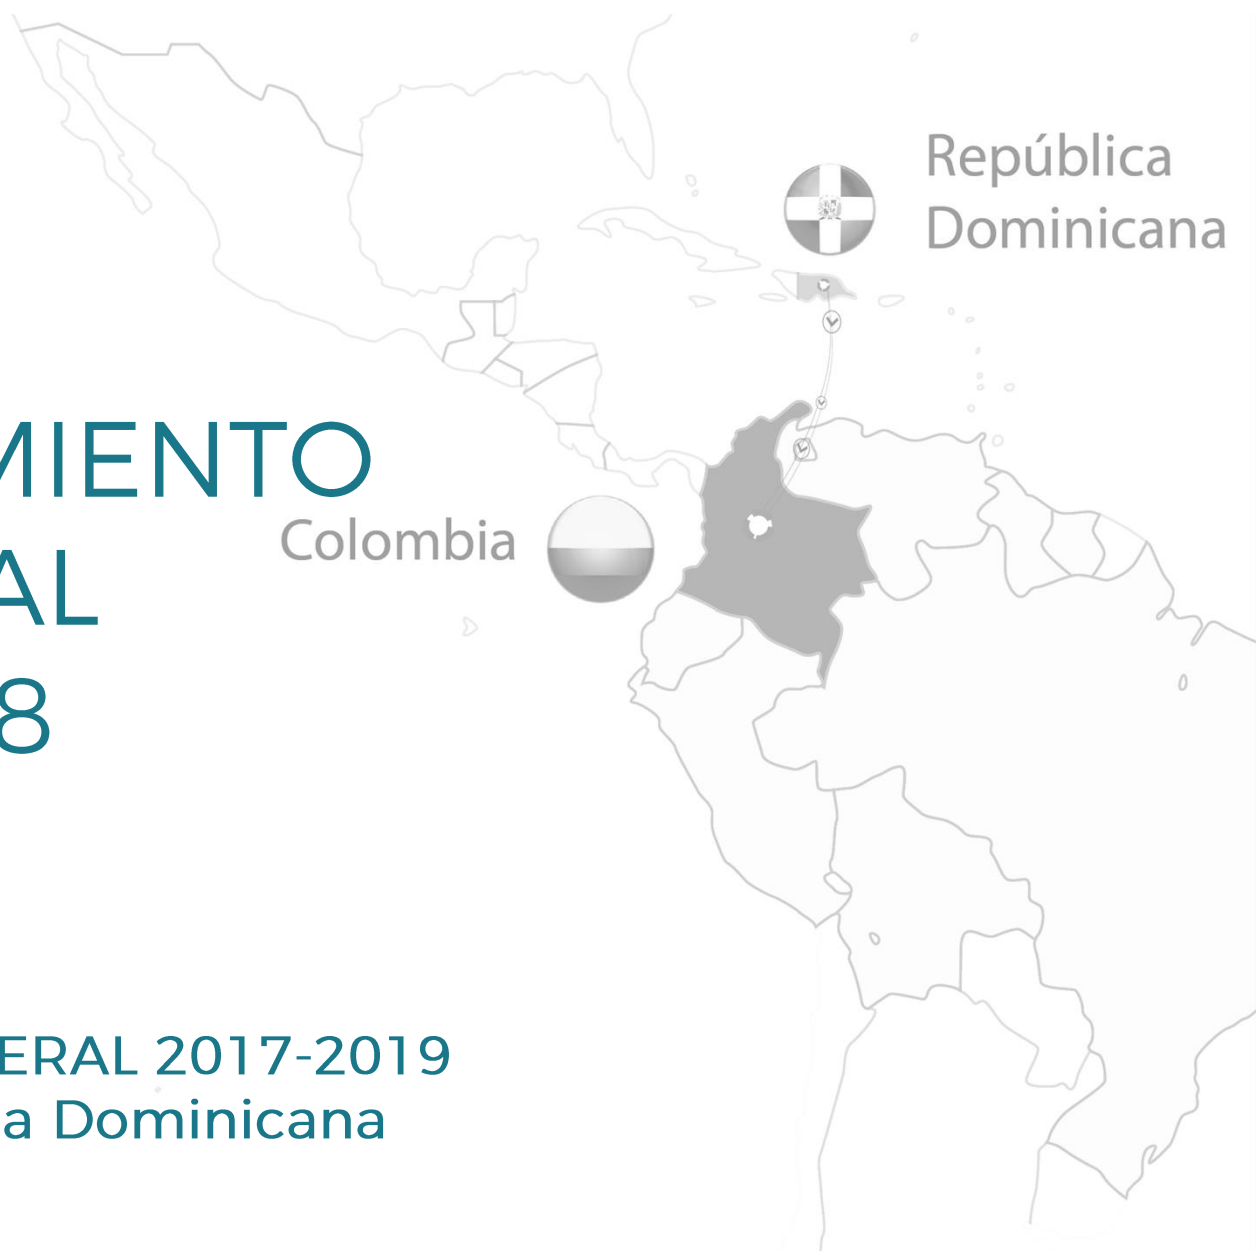 República
Dominicana
MIENTO
Colombia
AL
8
ERAL 2017-2019
a Dominicana